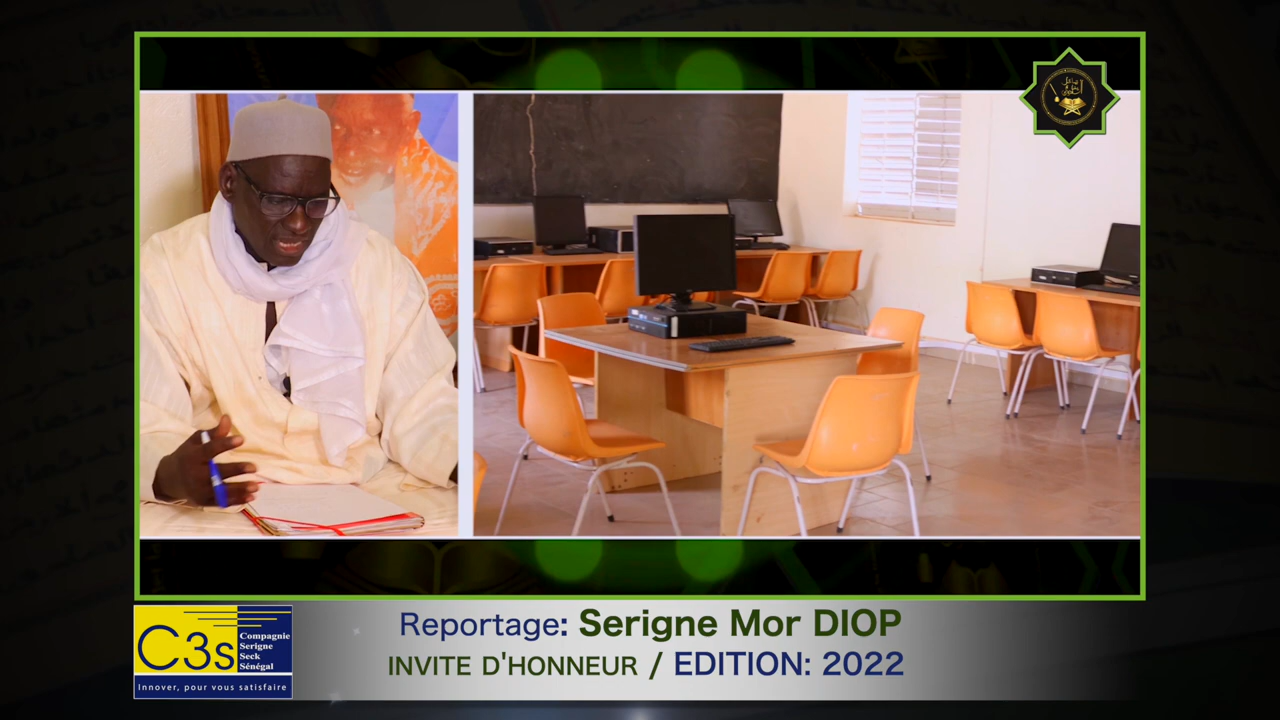 Reportage: Serigne Mor DIOP
INVITE D'HONNEUR / EDITION: 2022
C3s
Compagnie
Serigne
Seck
Sénégal
Innover, pour vous satisfaire